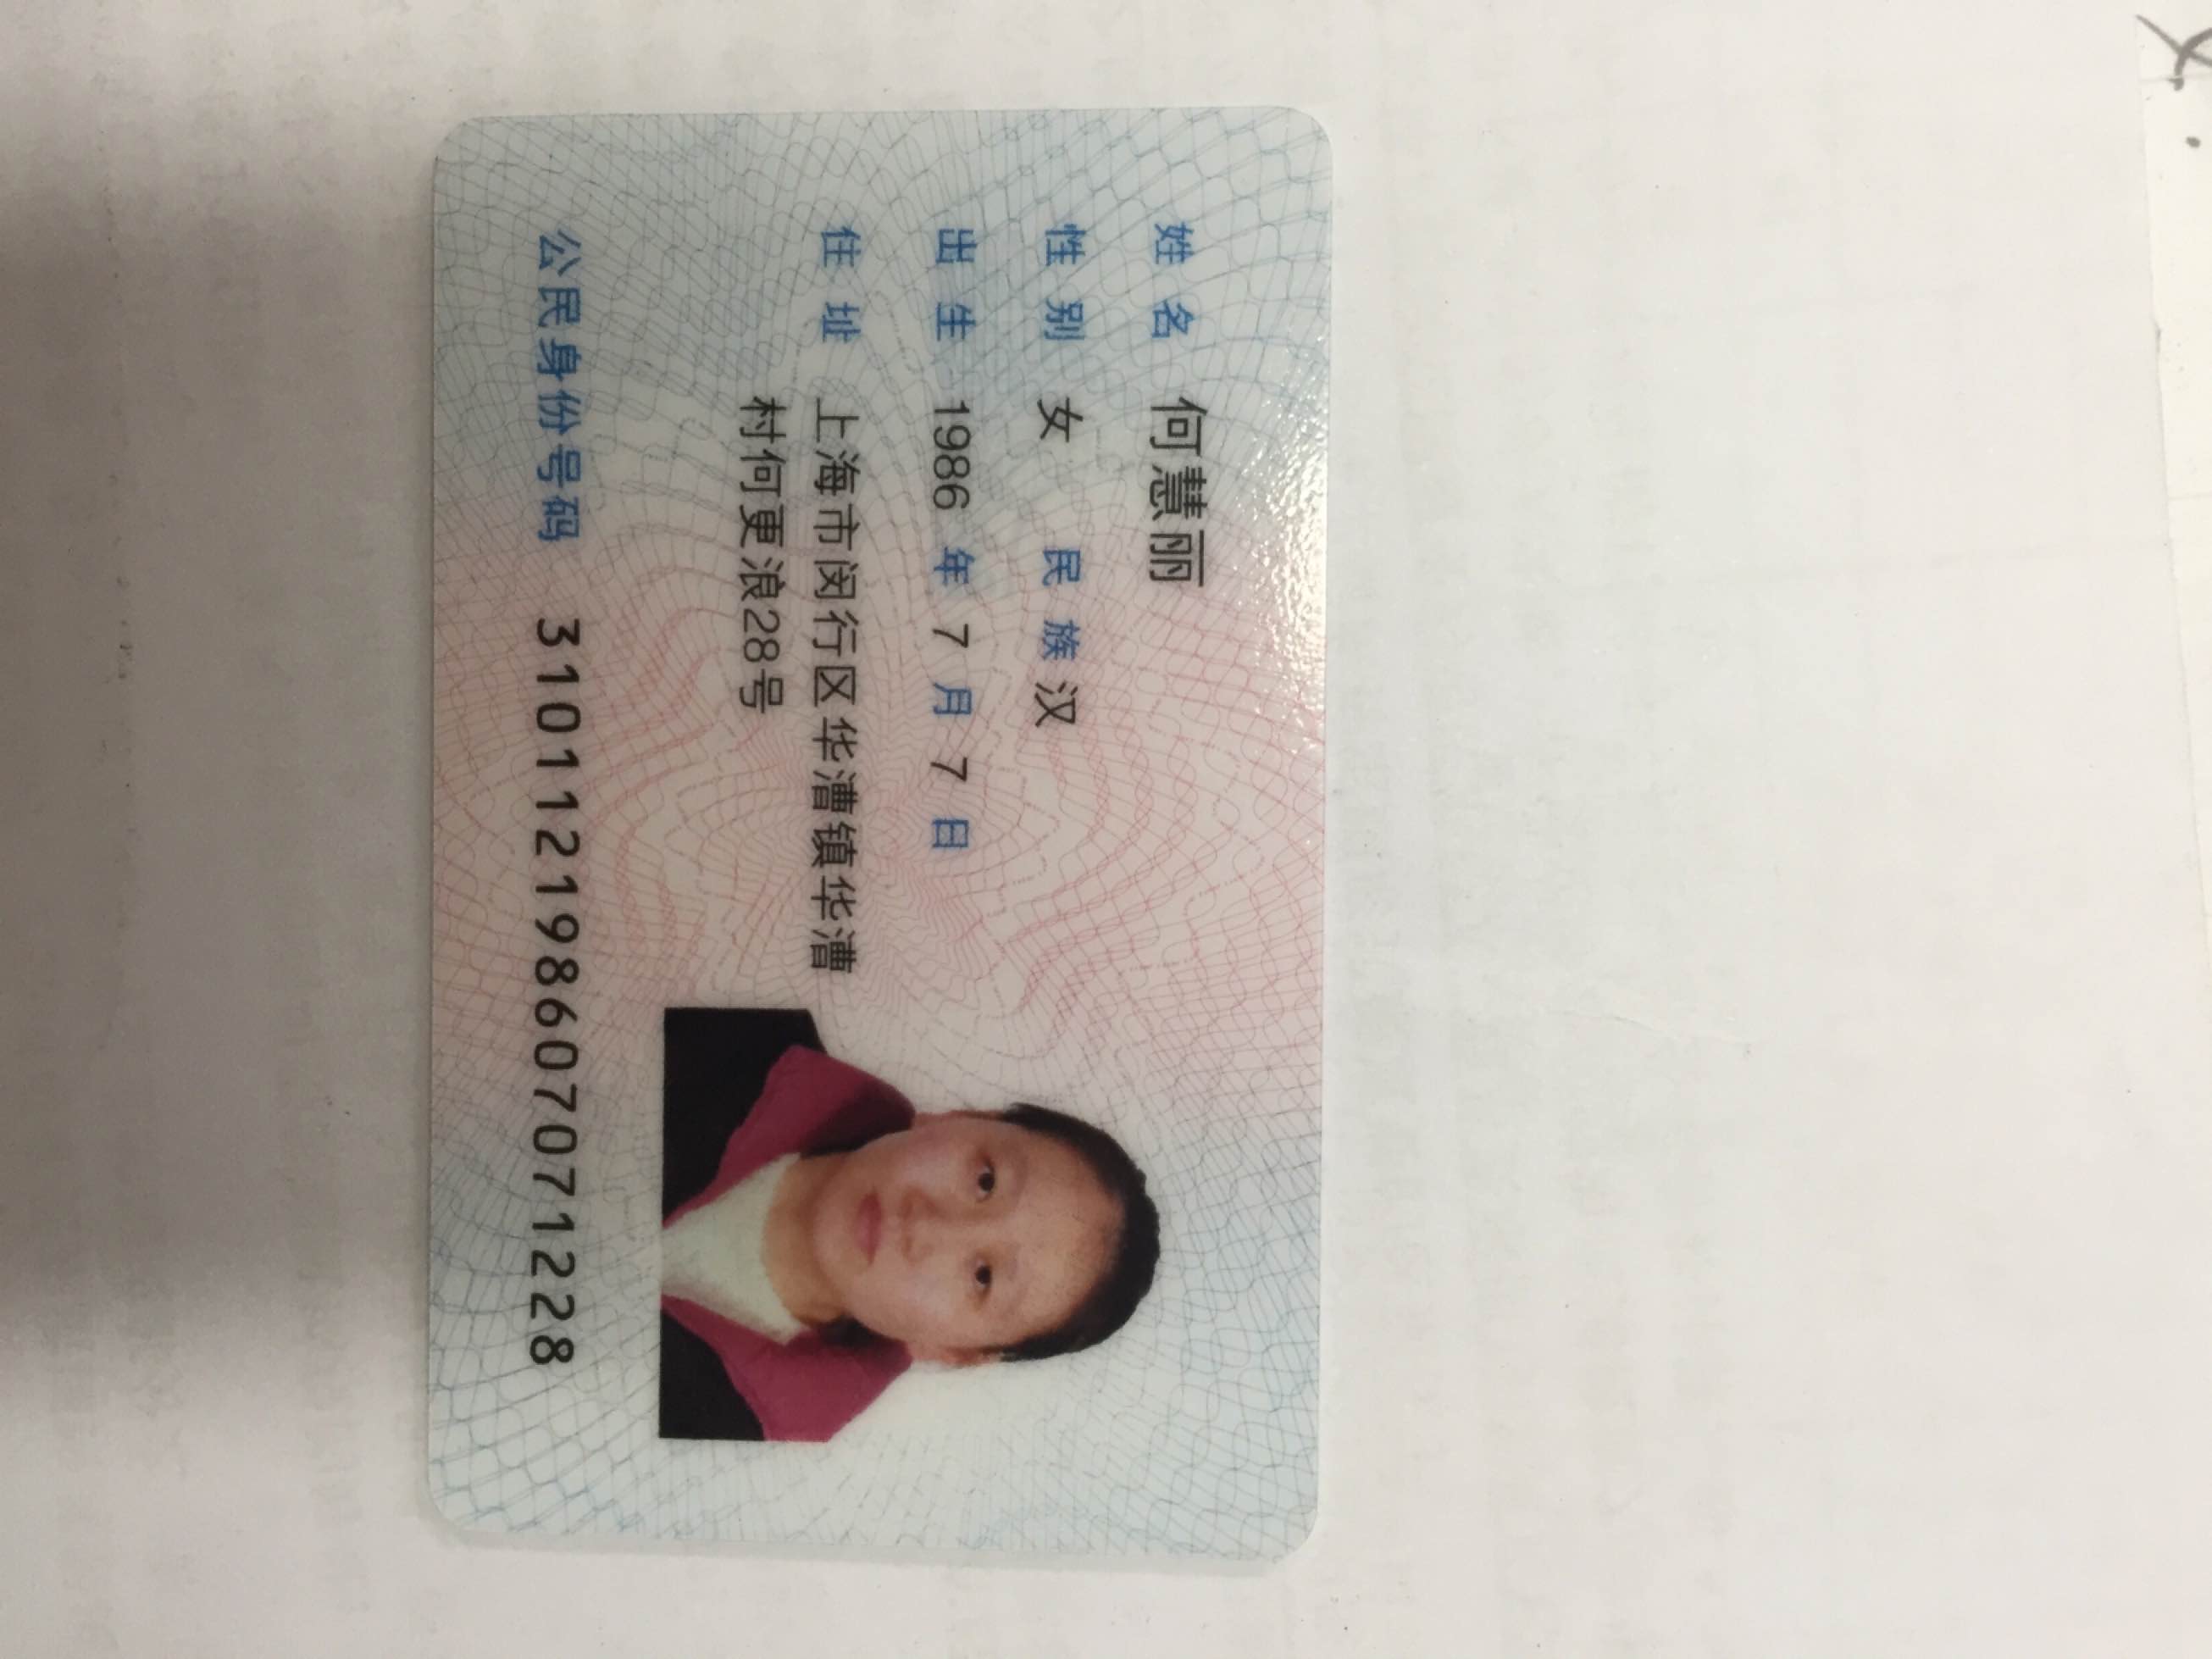 姓名 何慧丽
性别 女 民族 汉
出生 1986 年 7 月 7 日
住址 上海市闵行区华漕镇华漕
村何更浪28号
公民身份号码 310112198607071228